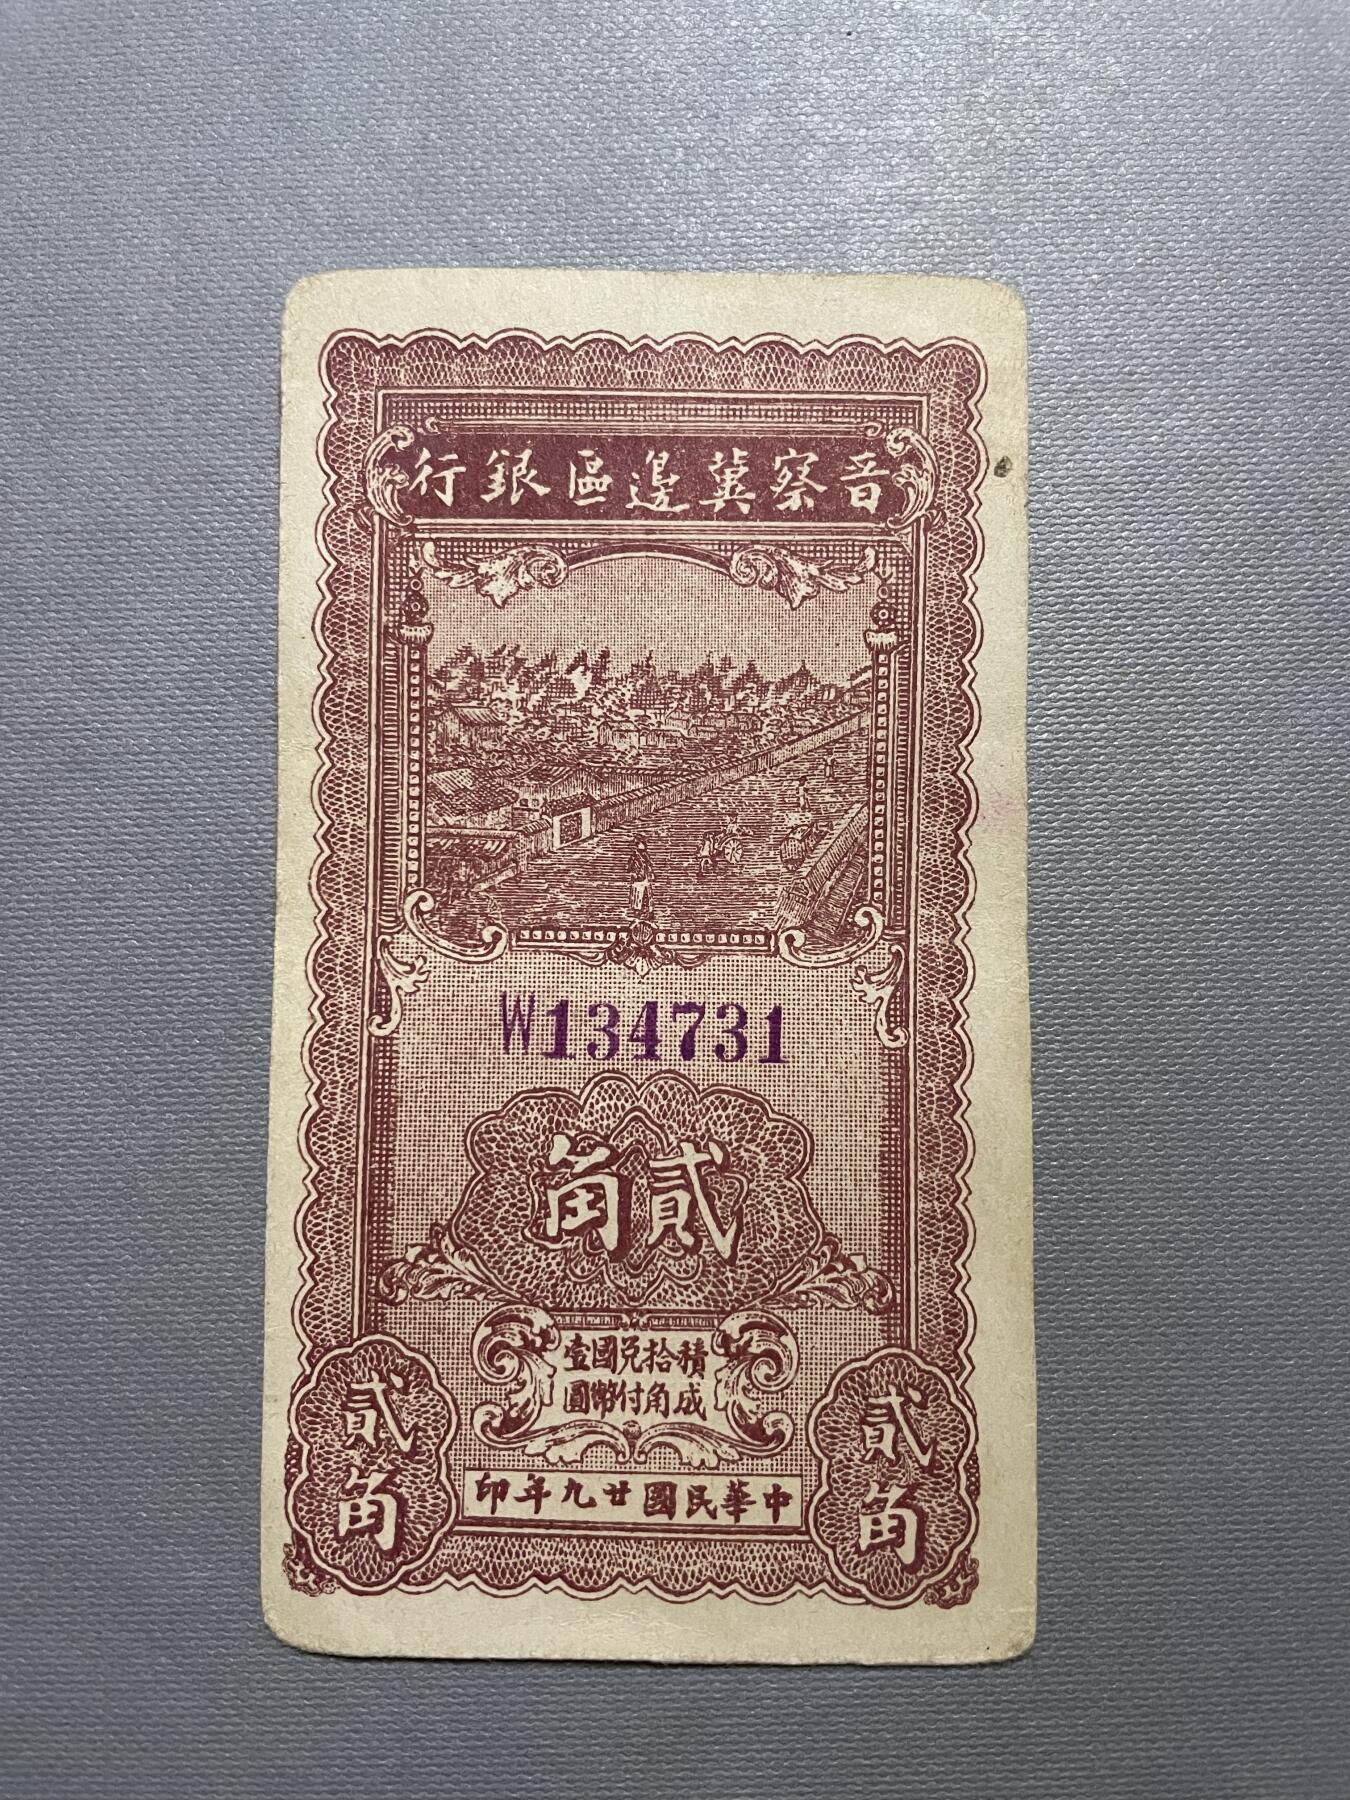 晉察冀邊區銀行
W134731
貳角
積成拾角兌付國幣壹圓
貳角
貳角
中華民國廿九年印